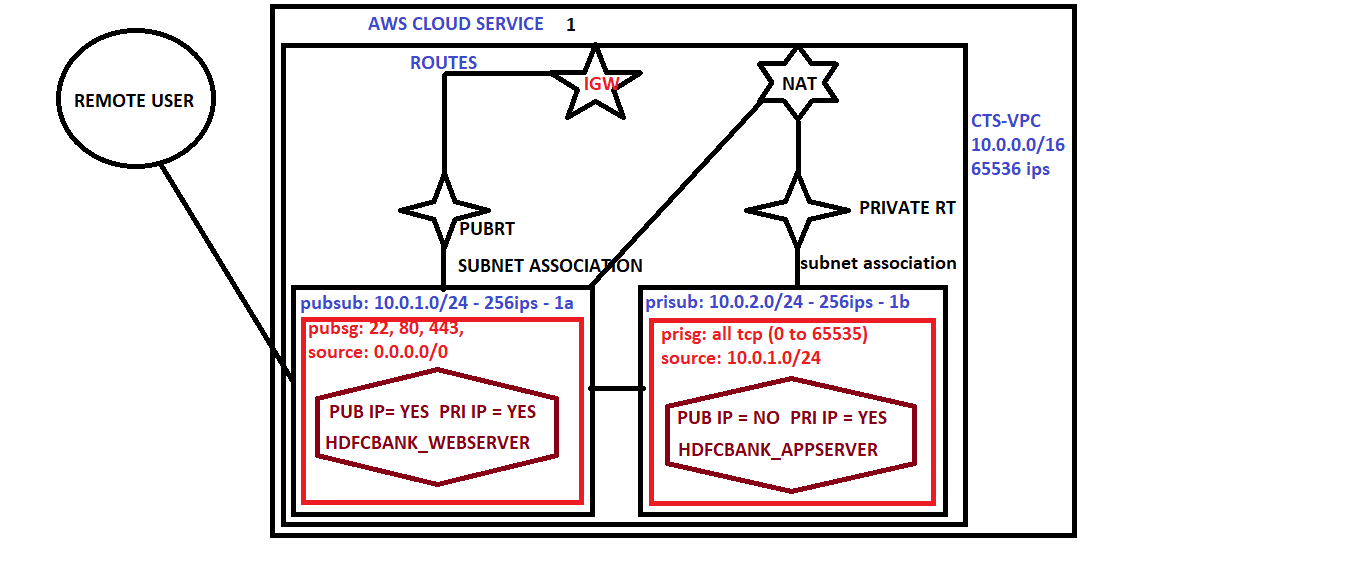 AWS CLOUD SERVICE 1
REMOTE USER
ROUTES
IGW
NAT
CTS-VPC
10.0.0.0/16
65536 ips
PUBRT
PRIVATE RT
SUBNET ASSOCIATION
subnet association
pubsub: 10.0.1.0/24 - 256ips - 1a
pubsg: 22, 80, 443,
source: 0.0.0.0/0
PUB IP= YES PRI IP = YES
HDFCBANK_WEBSERVER
prisub: 10.0.2.0/24 - 256ips - 1b
prisg: all tcp (0 to 65535)
source: 10.0.1.0/24
PUB IP = NO PRI IP = YES
HDFCBANK_APPSERVER